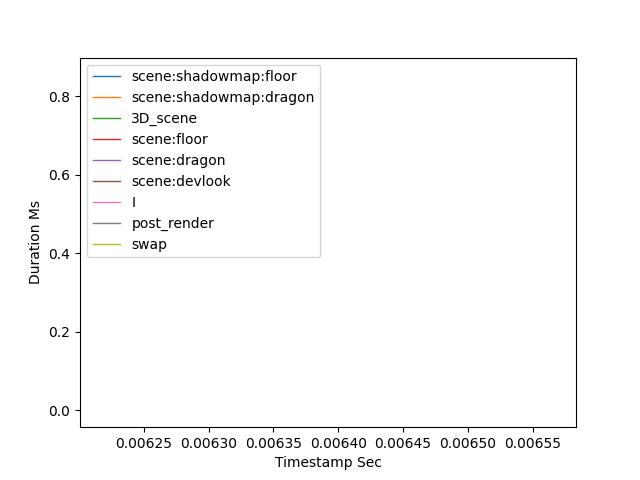 scene:shadowmap:floor
scene:shadowmap:dragon
3D_scene
scene:floor
scene:dragon
scene:devlook
I
post_render
swap
0.8
0.6
0.4
0.2
0.0
Duration Ms
0.00625 0.00630 0.00635 0.00640 0.00645 0.00650 0.00655
Timestamp Sec